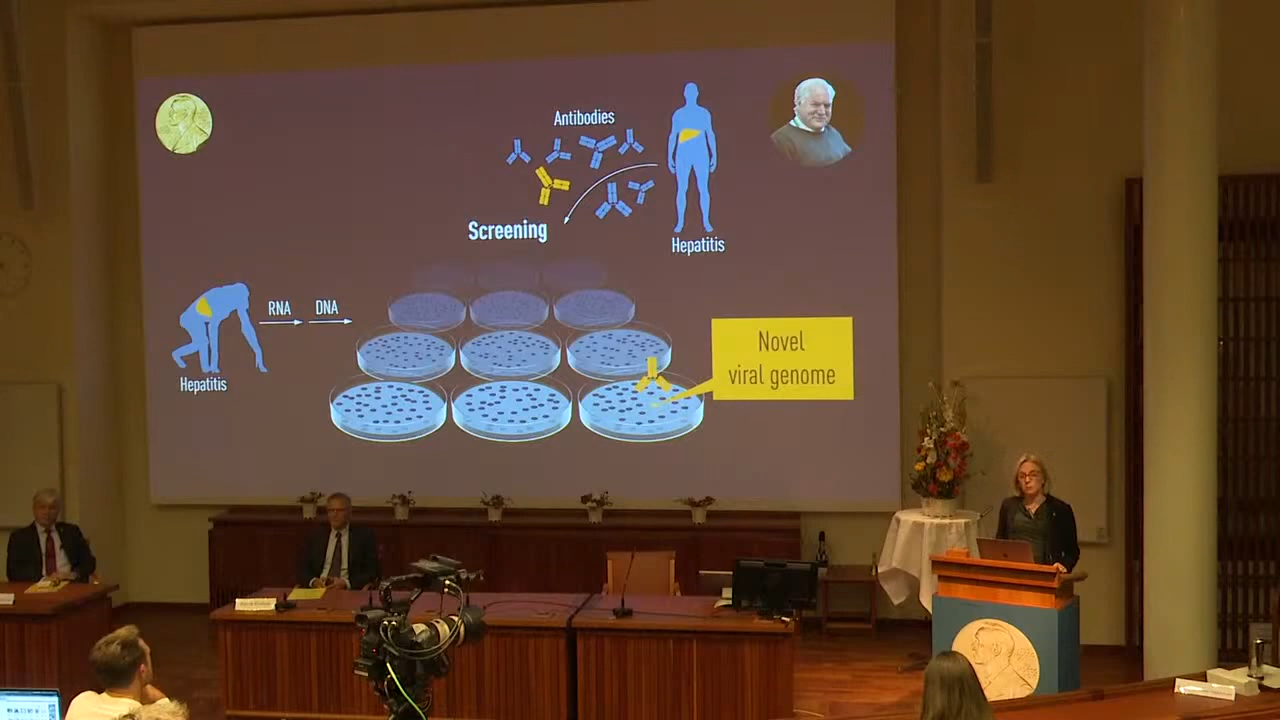 Antibodies
Screening
Hepatitis
RNA
DNA
Hepatitis
Novel
viral genome